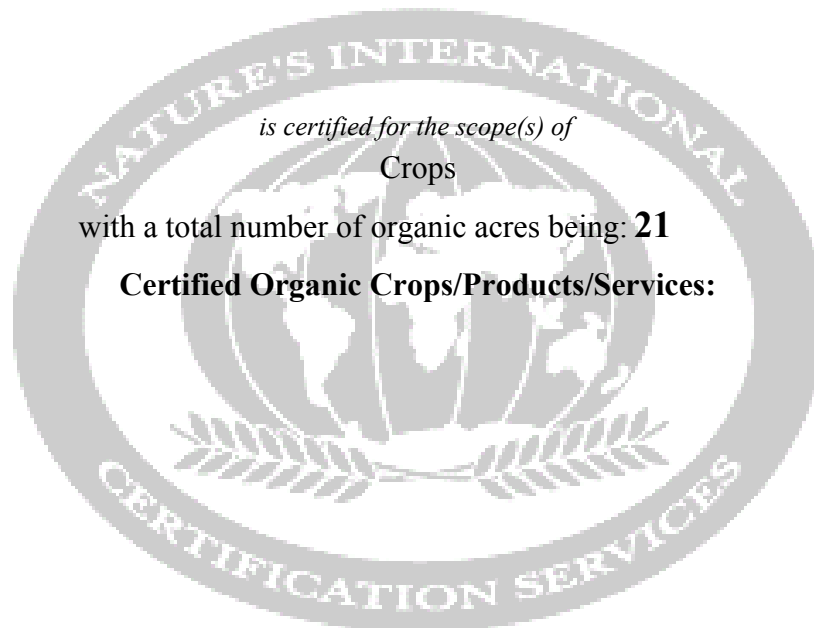 NATURE'S INTERNATIONAL
is certified for the scope(s) of
Crops
with a total number of organic acres being: 21
Certified Organic Crops/Products/Services:
CERTIFICATION SERVICES